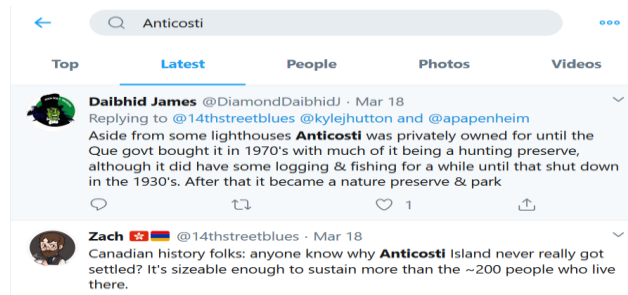 Anticosti
Top Latest People Photos Videos
Daibhid James @DiamondDaibhidJ · Mar 18
Replying to @14thstreetblues @kylejhutton and @apapenheim
Aside from some lighthouses Anticosti was privately owned for until the
Que govt bought it in 1970's with much of it being a hunting preserve,
although it did have some logging & fishing for a while until that shut down
in the 1930's. After that it became a nature preserve & park
1
Zach 🇭🇰🇦🇲 @14thstreetblues · Mar 18
Canadian history folks: anyone know why Anticosti Island never really got
settled? It's sizeable enough to sustain more than the ~200 people who live
there.